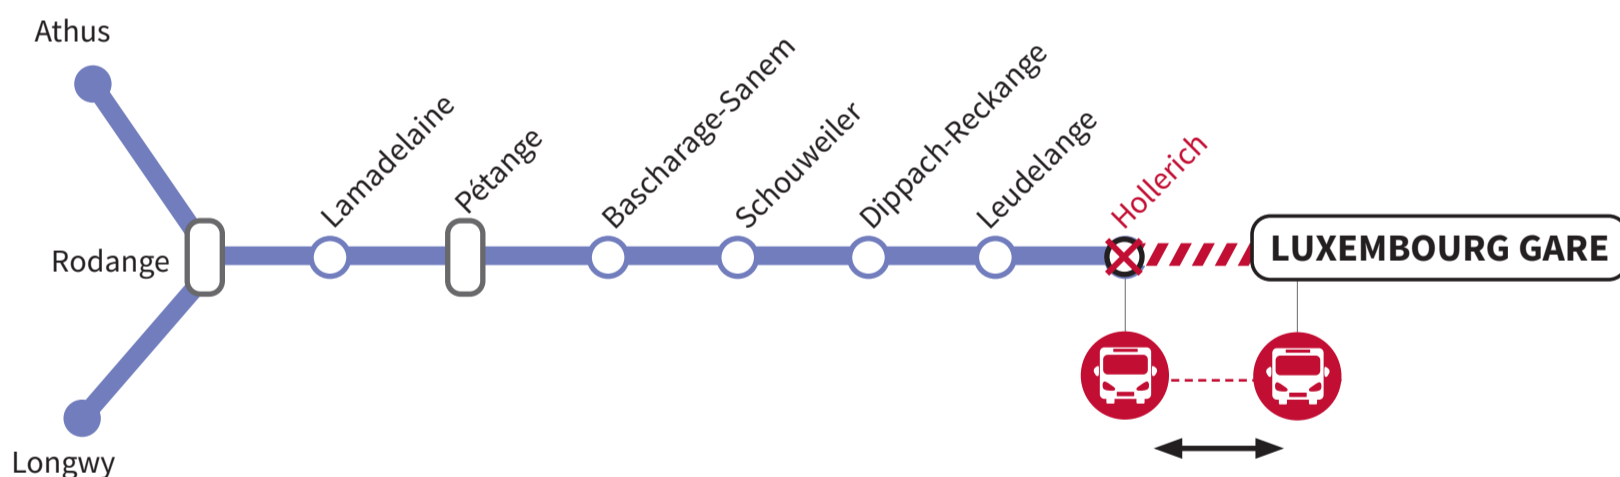 Athus
Rodange
Longwy
Lamadelaine
Pétange
Bascharage-Sanem
Schouweiler
Dippach-Reckange
Leudelange
Hollerich
LUXEMBOURG GARE